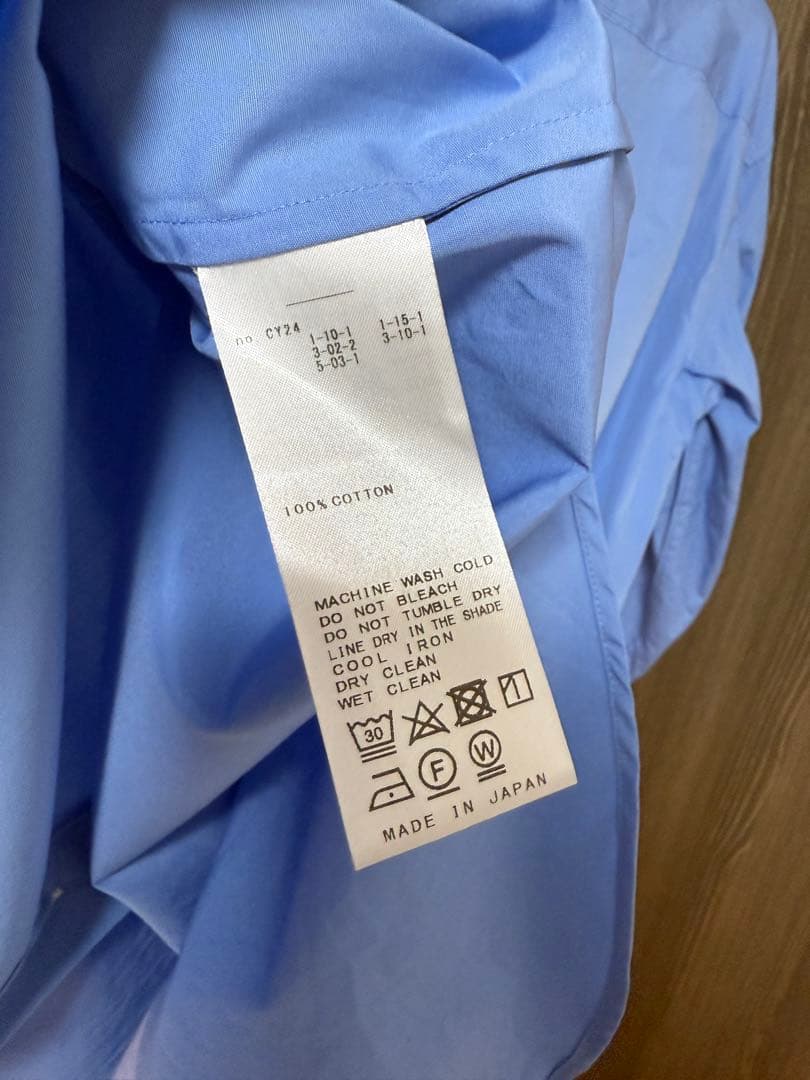 no. CY24 1-10-1 1-15-1
3-02-2 3-10-1
5-03-1
100% COTTON
MACHINE WASH COLD
DO NOT BLEACH
DO NOT TUMBLE DRY
LINE DRY IN THE SHADE
COOL IRON
DRY CLEAN
WET CLEAN
30
F W
MADE IN JAPAN